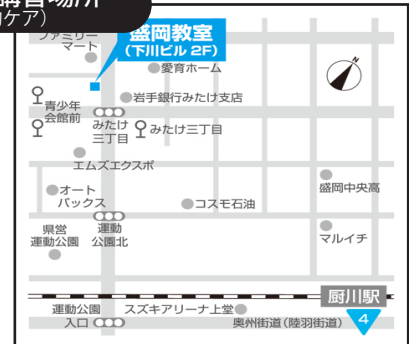 講習場所
ケア）
ファミリー
マート
盛岡教室
(下川ビル 2F)
愛育ホーム
岩手銀行みたけ支店
青少年
会館前
みたけ
三丁目
みたけ三丁目
エムズエクスポ
盛岡中央高
オート
バックス
コスモ石油
県営
運動公園
運動
公園北
マルイチ
厨川駅
運動公園
入口
スズキアリーナ上堂
奥州街道(陸羽街道)
4